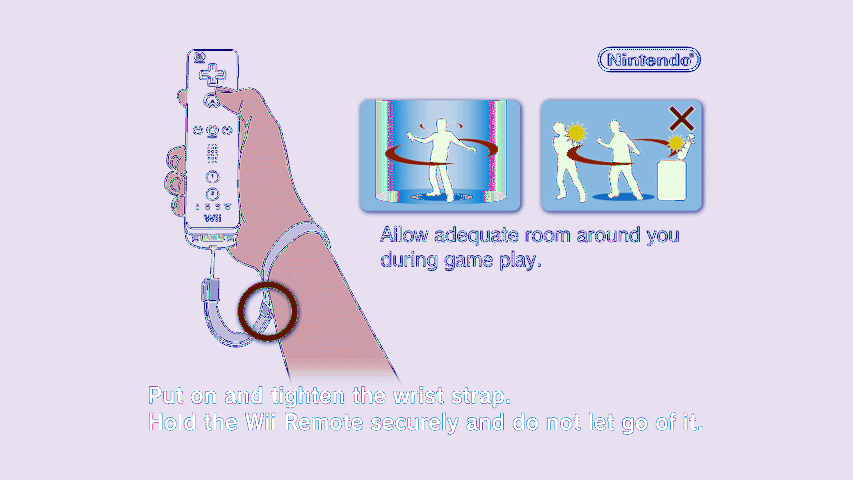 Nintendo®
Wii
Allow adequate room around you
during game play.
Put on and tighten the wrist strap.
Hold the Wii Remote securely and do not let go of it.